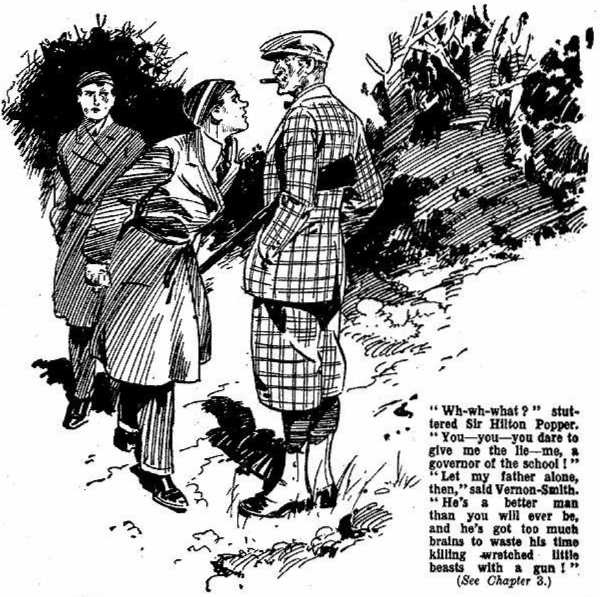 "Wh-wh-what?" stut-
tered Sir Hilton Popper.
"You—you—you dare to
give me the lie—me, a
governor of the school!"
"Let my father alone,
then," said Vernon-Smith.
"He's a better man
than you will ever be,
and he's got too much
brains to waste his time
killing wretched little
beasts with a gun!"
(See Chapter 3.)